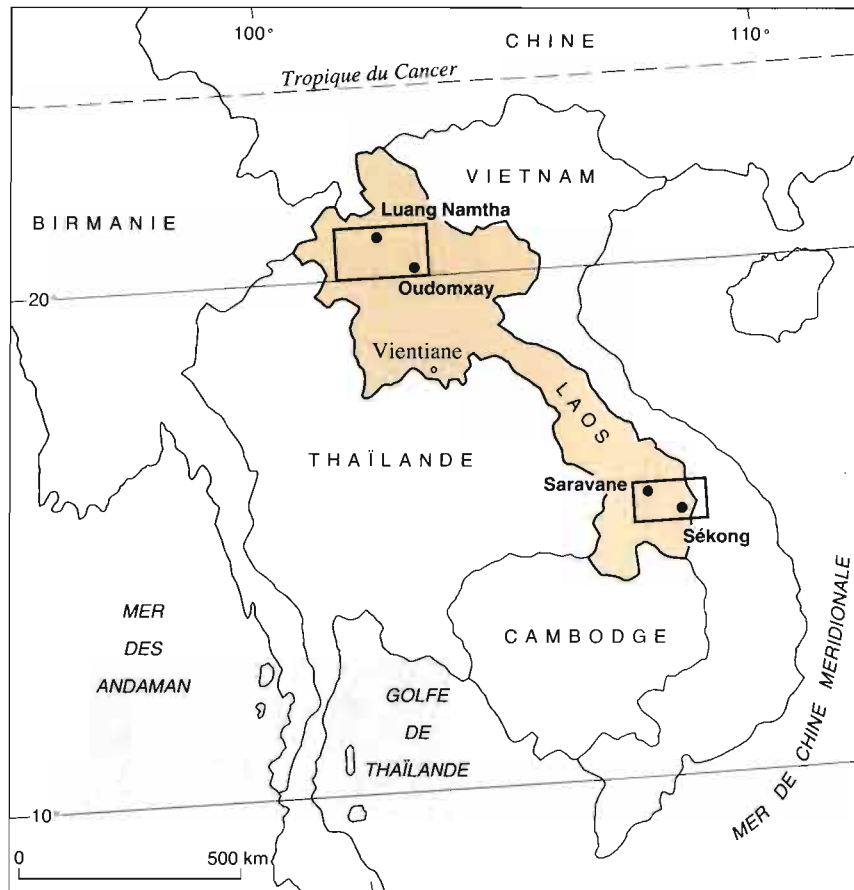 100°
110°
CHINE
Tropique du Cancer
VIETNAM
BIRMANIE
Luang Namtha
Oudomxay
20°
Vientiane
LAOS
THAÏLANDE
Saravane
Sékong
MER
DES
ANDAMAN
CAMBODGE
GOLFE
DE
THAÏLANDE
MER DE CHINE MERIDIONALE
10°
0
500 km